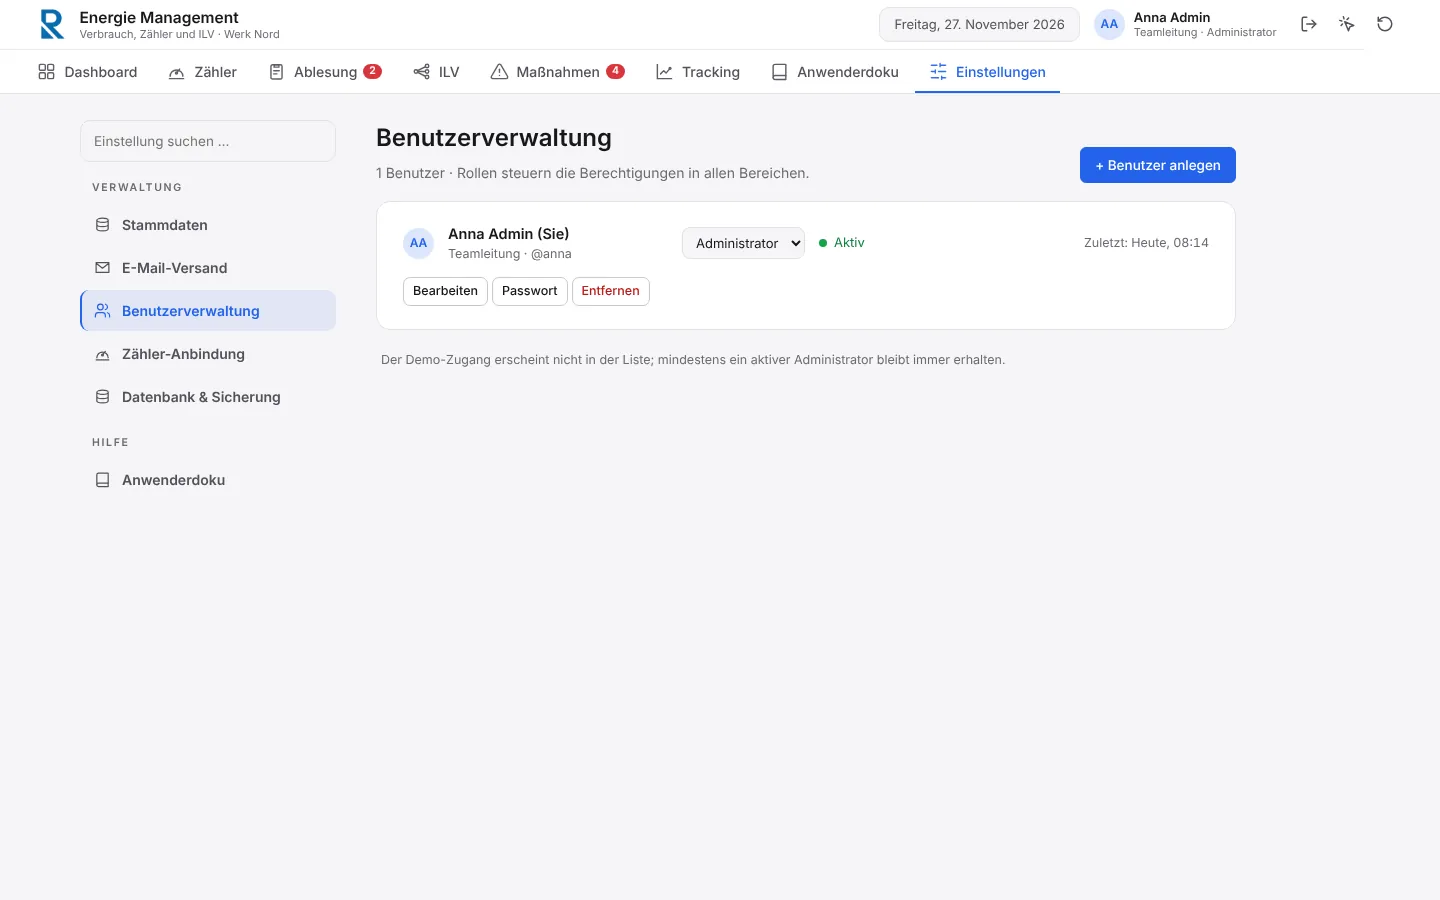 Energie Management
Verbrauch, Zähler und ILV · Werk Nord
Freitag, 27. November 2026
AA
Anna Admin
Teamleitung · Administrator
Dashboard
Zähler
Ablesung 2
ILV
Maßnahmen 4
Tracking
Anwenderdoku
Einstellungen
Einstellung suchen ...
VERWALTUNG
Stammdaten
E-Mail-Versand
Benutzerverwaltung
Zähler-Anbindung
Datenbank & Sicherung
HILFE
Anwenderdoku
Benutzerverwaltung
1 Benutzer · Rollen steuern die Berechtigungen in allen Bereichen.
+ Benutzer anlegen
AA
Anna Admin (Sie)
Teamleitung · @anna
Administrator
Aktiv
Zuletzt: Heute, 08:14
Bearbeiten
Passwort
Entfernen
Der Demo-Zugang erscheint nicht in der Liste; mindestens ein aktiver Administrator bleibt immer erhalten.